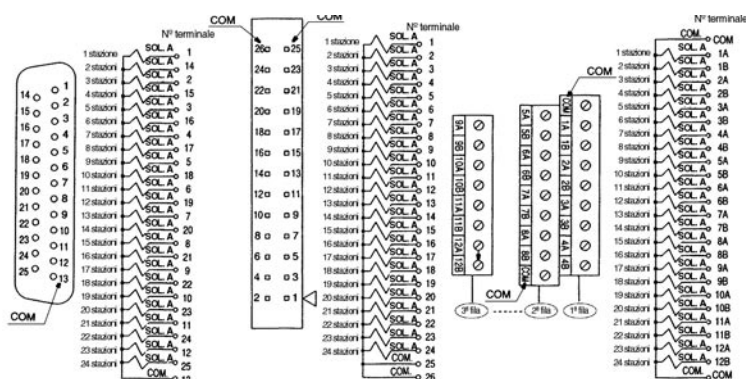 14 1
15 2
16 3
17 4
18 5
19 6
20 7
21 8
22 9
23 10
24 11
25 12
13
COM
Nº terminale
1 stazione SOL. A 1
2 stazioni SOL. A 14
3 stazioni SOL. A 2
4 stazioni SOL. A 15
5 stazioni SOL. A 3
6 stazioni SOL. A 16
7 stazioni SOL. A 4
8 stazioni SOL. A 17
9 stazioni SOL. A 5
10 stazioni SOL. A 18
11 stazioni SOL. A 6
12 stazioni SOL. A 19
13 stazioni SOL. A 7
14 stazioni SOL. A 20
15 stazioni SOL. A 8
16 stazioni SOL. A 21
17 stazioni SOL. A 9
18 stazioni SOL. A 22
19 stazioni SOL. A 10
20 stazioni SOL. A 23
21 stazioni SOL. A 11
22 stazioni SOL. A 24
23 stazioni SOL. A 12
24 stazioni SOL. A 25
COM. 13
COM COM
26 25
24 23
22 21
20 19
18 17
16 15
14 13
12 11
10 9
8 7
6 5
4 3
2 1
Nº terminale
1 stazione SOL. A 1
2 stazioni SOL. A 2
3 stazioni SOL. A 3
4 stazioni SOL. A 4
5 stazioni SOL. A 5
6 stazioni SOL. A 6
7 stazioni SOL. A 7
8 stazioni SOL. A 8
9 stazioni SOL. A 9
10 stazioni SOL. A 10
11 stazioni SOL. A 11
12 stazioni SOL. A 12
13 stazioni SOL. A 13
14 stazioni SOL. A 14
15 stazioni SOL. A 15
16 stazioni SOL. A 16
17 stazioni SOL. A 17
18 stazioni SOL. A 18
19 stazioni SOL. A 19
20 stazioni SOL. A 20
21 stazioni SOL. A 21
22 stazioni SOL. A 22
23 stazioni SOL. A 23
24 stazioni SOL. A 24
COM. 25
COM. 26
9A 9B 10A 10B 11A 11B 12A 12B
3ª fila
5A 5B 6A 6B 7A 7B 8A 8B COM
COM
2ª fila
COM
COM 1A 1B 2A 2B 3A 3B 4A 4B
1ª fila
Nº terminale
COM. COM
1 stazione SOL. A 1A
2 stazioni SOL. A 1B
3 stazioni SOL. A 2A
4 stazioni SOL. A 2B
5 stazioni SOL. A 3A
6 stazioni SOL. A 3B
7 stazioni SOL. A 4A
8 stazioni SOL. A 4B
9 stazioni SOL. A 5A
10 stazioni SOL. A 5B
11 stazioni SOL. A 6A
12 stazioni SOL. A 6B
13 stazioni SOL. A 7A
14 stazioni SOL. A 7B
15 stazioni SOL. A 8A
16 stazioni SOL. A 8B
17 stazioni SOL. A 9A
18 stazioni SOL. A 9B
19 stazioni SOL. A 10A
20 stazioni SOL. A 10B
21 stazioni SOL. A 11A
22 stazioni SOL. A 11B
23 stazioni SOL. A 12A
24 stazioni SOL. A 12B
COM. COM